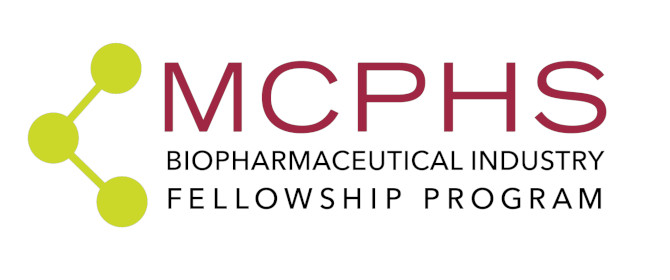 MCPHS
BIOPHARMACEUTICAL INDUSTRY
FELLOWSHIP PROGRAM